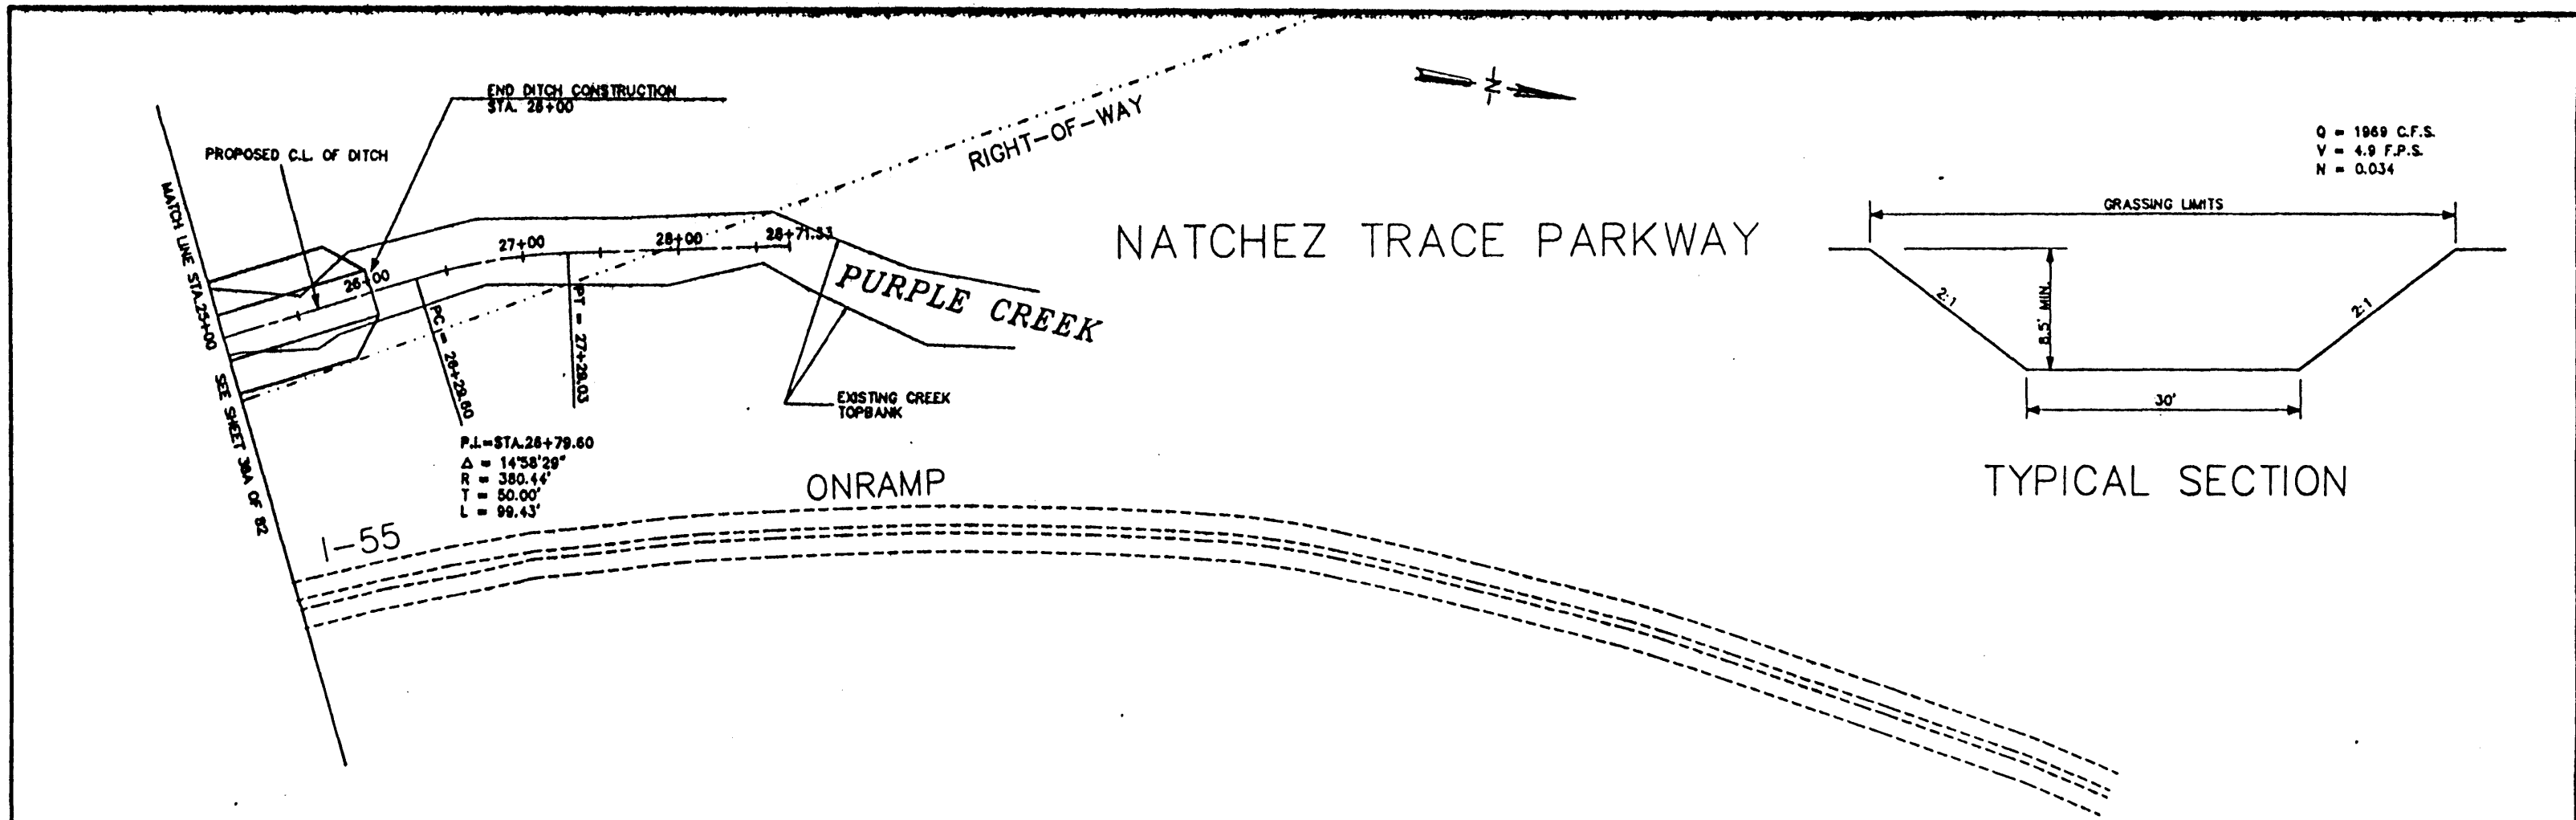 END DITCH CONSTRUCTION
STA. 26+00
PROPOSED C.L. OF DITCH
MATCH LINE STA.25+00 SEE SHEET 38A OF 82
26+00
27+00
28+00
28+71.33
PC = 26+29.60
PT = 27+29.03
P.I.=STA.26+79.60
Δ = 14°58'29"
R = 380.44'
T = 50.00'
L = 99.43'
RIGHT-OF-WAY
N
NATCHEZ TRACE PARKWAY
PURPLE CREEK
EXISTING CREEK
TOPBANK
ONRAMP
I-55
Q = 1969 C.F.S.
V = 4.9 F.P.S.
N = 0.034
GRASSING LIMITS
2:1
8.5' MIN.
2:1
30'
TYPICAL SECTION